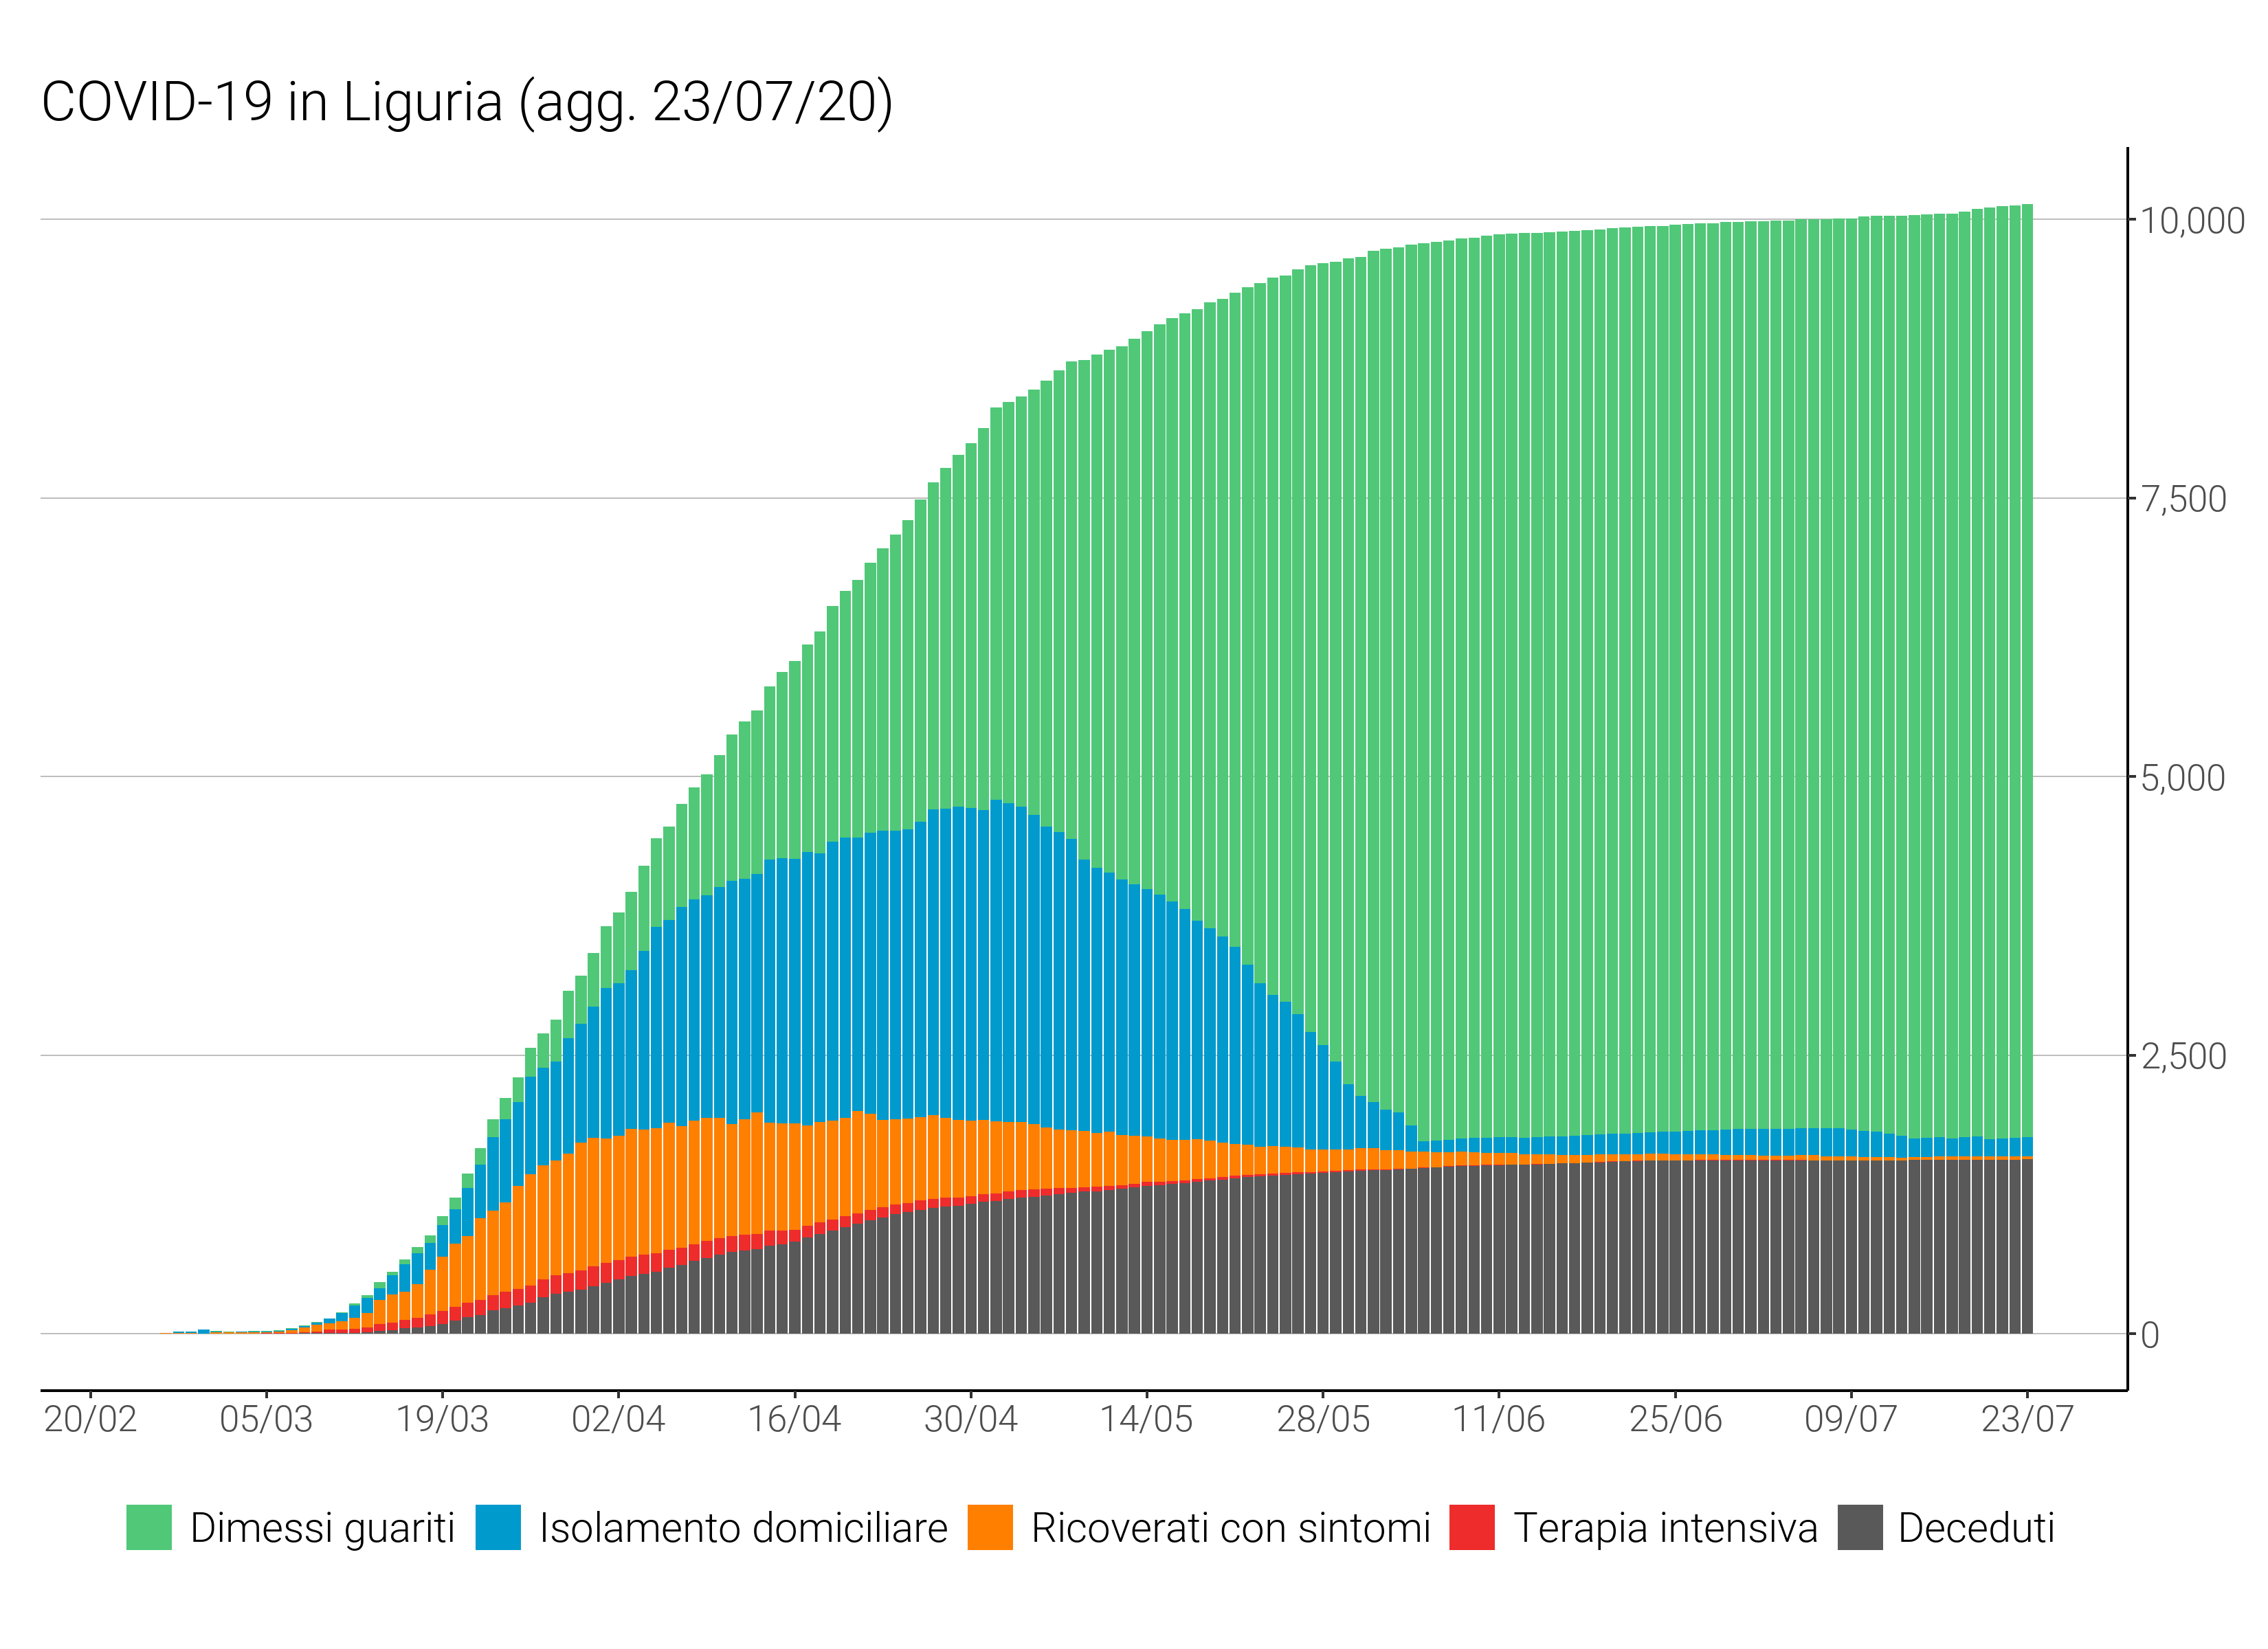 COVID-19 in Liguria (agg. 23/07/20)
10,000
7,500
5,000
2,500
0
20/02 05/03 19/03 02/04 16/04 30/04 14/05 28/05 11/06 25/06 09/07 23/07
Dimessi guariti Isolamento domiciliare Ricoverati con sintomi Terapia intensiva Deceduti